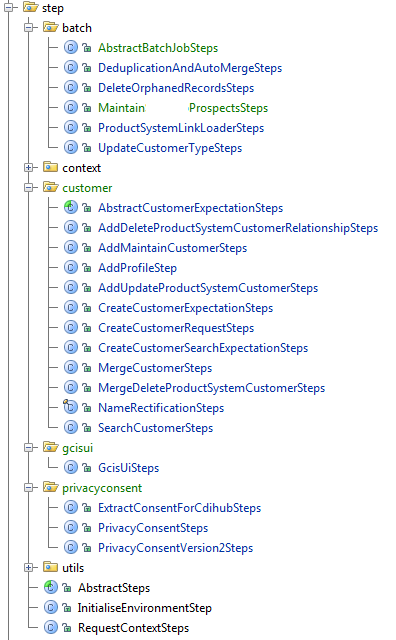 step
batch
AbstractBatchJobSteps
DeduplicationAndAutoMergeSteps
DeleteOrphanedRecordsSteps
Maintain ProspectsSteps
ProductSystemLinkLoaderSteps
UpdateCustomerTypeSteps
context
customer
AbstractCustomerExpectationSteps
AddDeleteProductSystemCustomerRelationshipSteps
AddMaintainCustomerSteps
AddProfileStep
AddUpdateProductSystemCustomerSteps
CreateCustomerExpectationSteps
CreateCustomerRequestSteps
CreateCustomerSearchExpectationSteps
MergeCustomerSteps
MergeDeleteProductSystemCustomerSteps
NameRectificationSteps
SearchCustomerSteps
gcisui
GcisUiSteps
privacyconsent
ExtractConsentForCdihubSteps
PrivacyConsentSteps
PrivacyConsentVersion2Steps
utils
AbstractSteps
InitialiseEnvironmentStep
RequestContextSteps